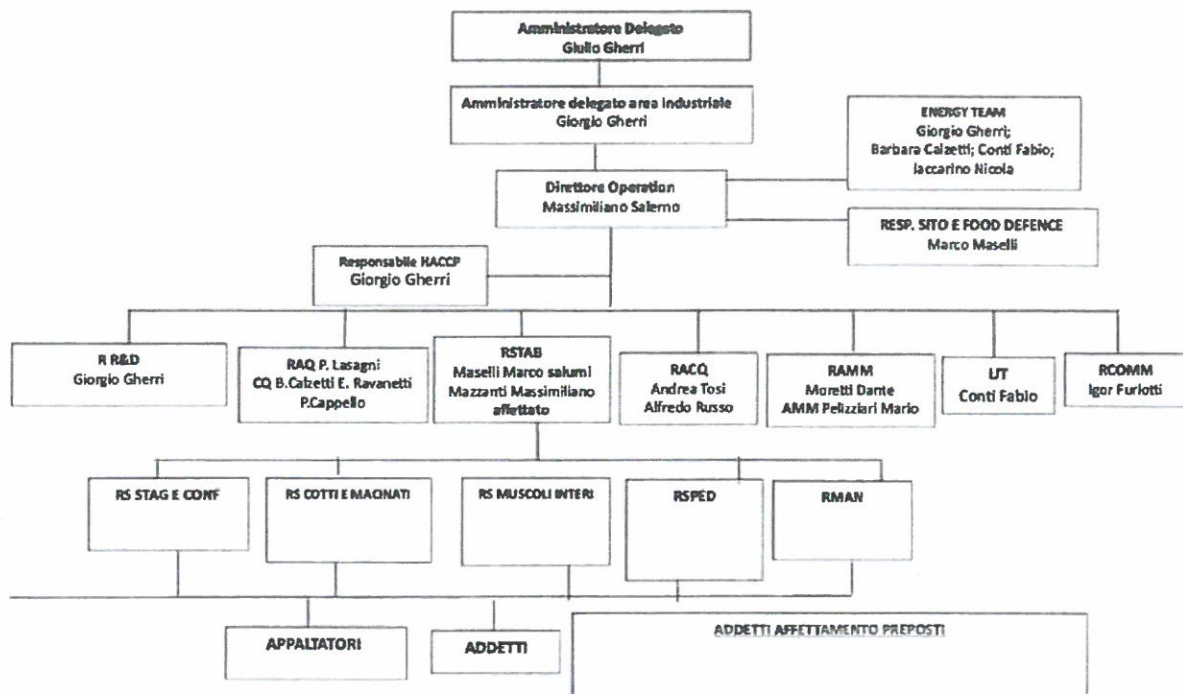 Amministratore Delegato
Giulio Gherri
Amministratore delegato area industriale
Giorgio Gherri
ENERGY TEAM
Giorgio Gherri;
Barbara Calzetti; Conti Fabio;
Iaccarino Nicola
Direttore Operation
Massimiliano Salerno
RESP. SITO E FOOD DEFENCE
Marco Maselli
Responsabile HACCP
Giorgio Gherri
R R&D
Giorgio Gherri
RAQ P. Lasagni
CQ B.Calzetti E. Ravanetti
P.Cappello
RSTAB
Maselli Marco salumi
Mazzanti Massimiliano
affettato
RACQ
Andrea Tosi
Alfredo Russo
RAMM
Moretti Dante
AMM Pelizziari Mario
UT
Conti Fabio
RCOMM
Igor Furlotti
RS STAG E CONF
RS COTTI E MACINATI
RS MUSCOLI INTERI
RSPED
RMAN
APPALTATORI
ADDETTI
ADDETTI AFFETTAMENTO PREPOSTI